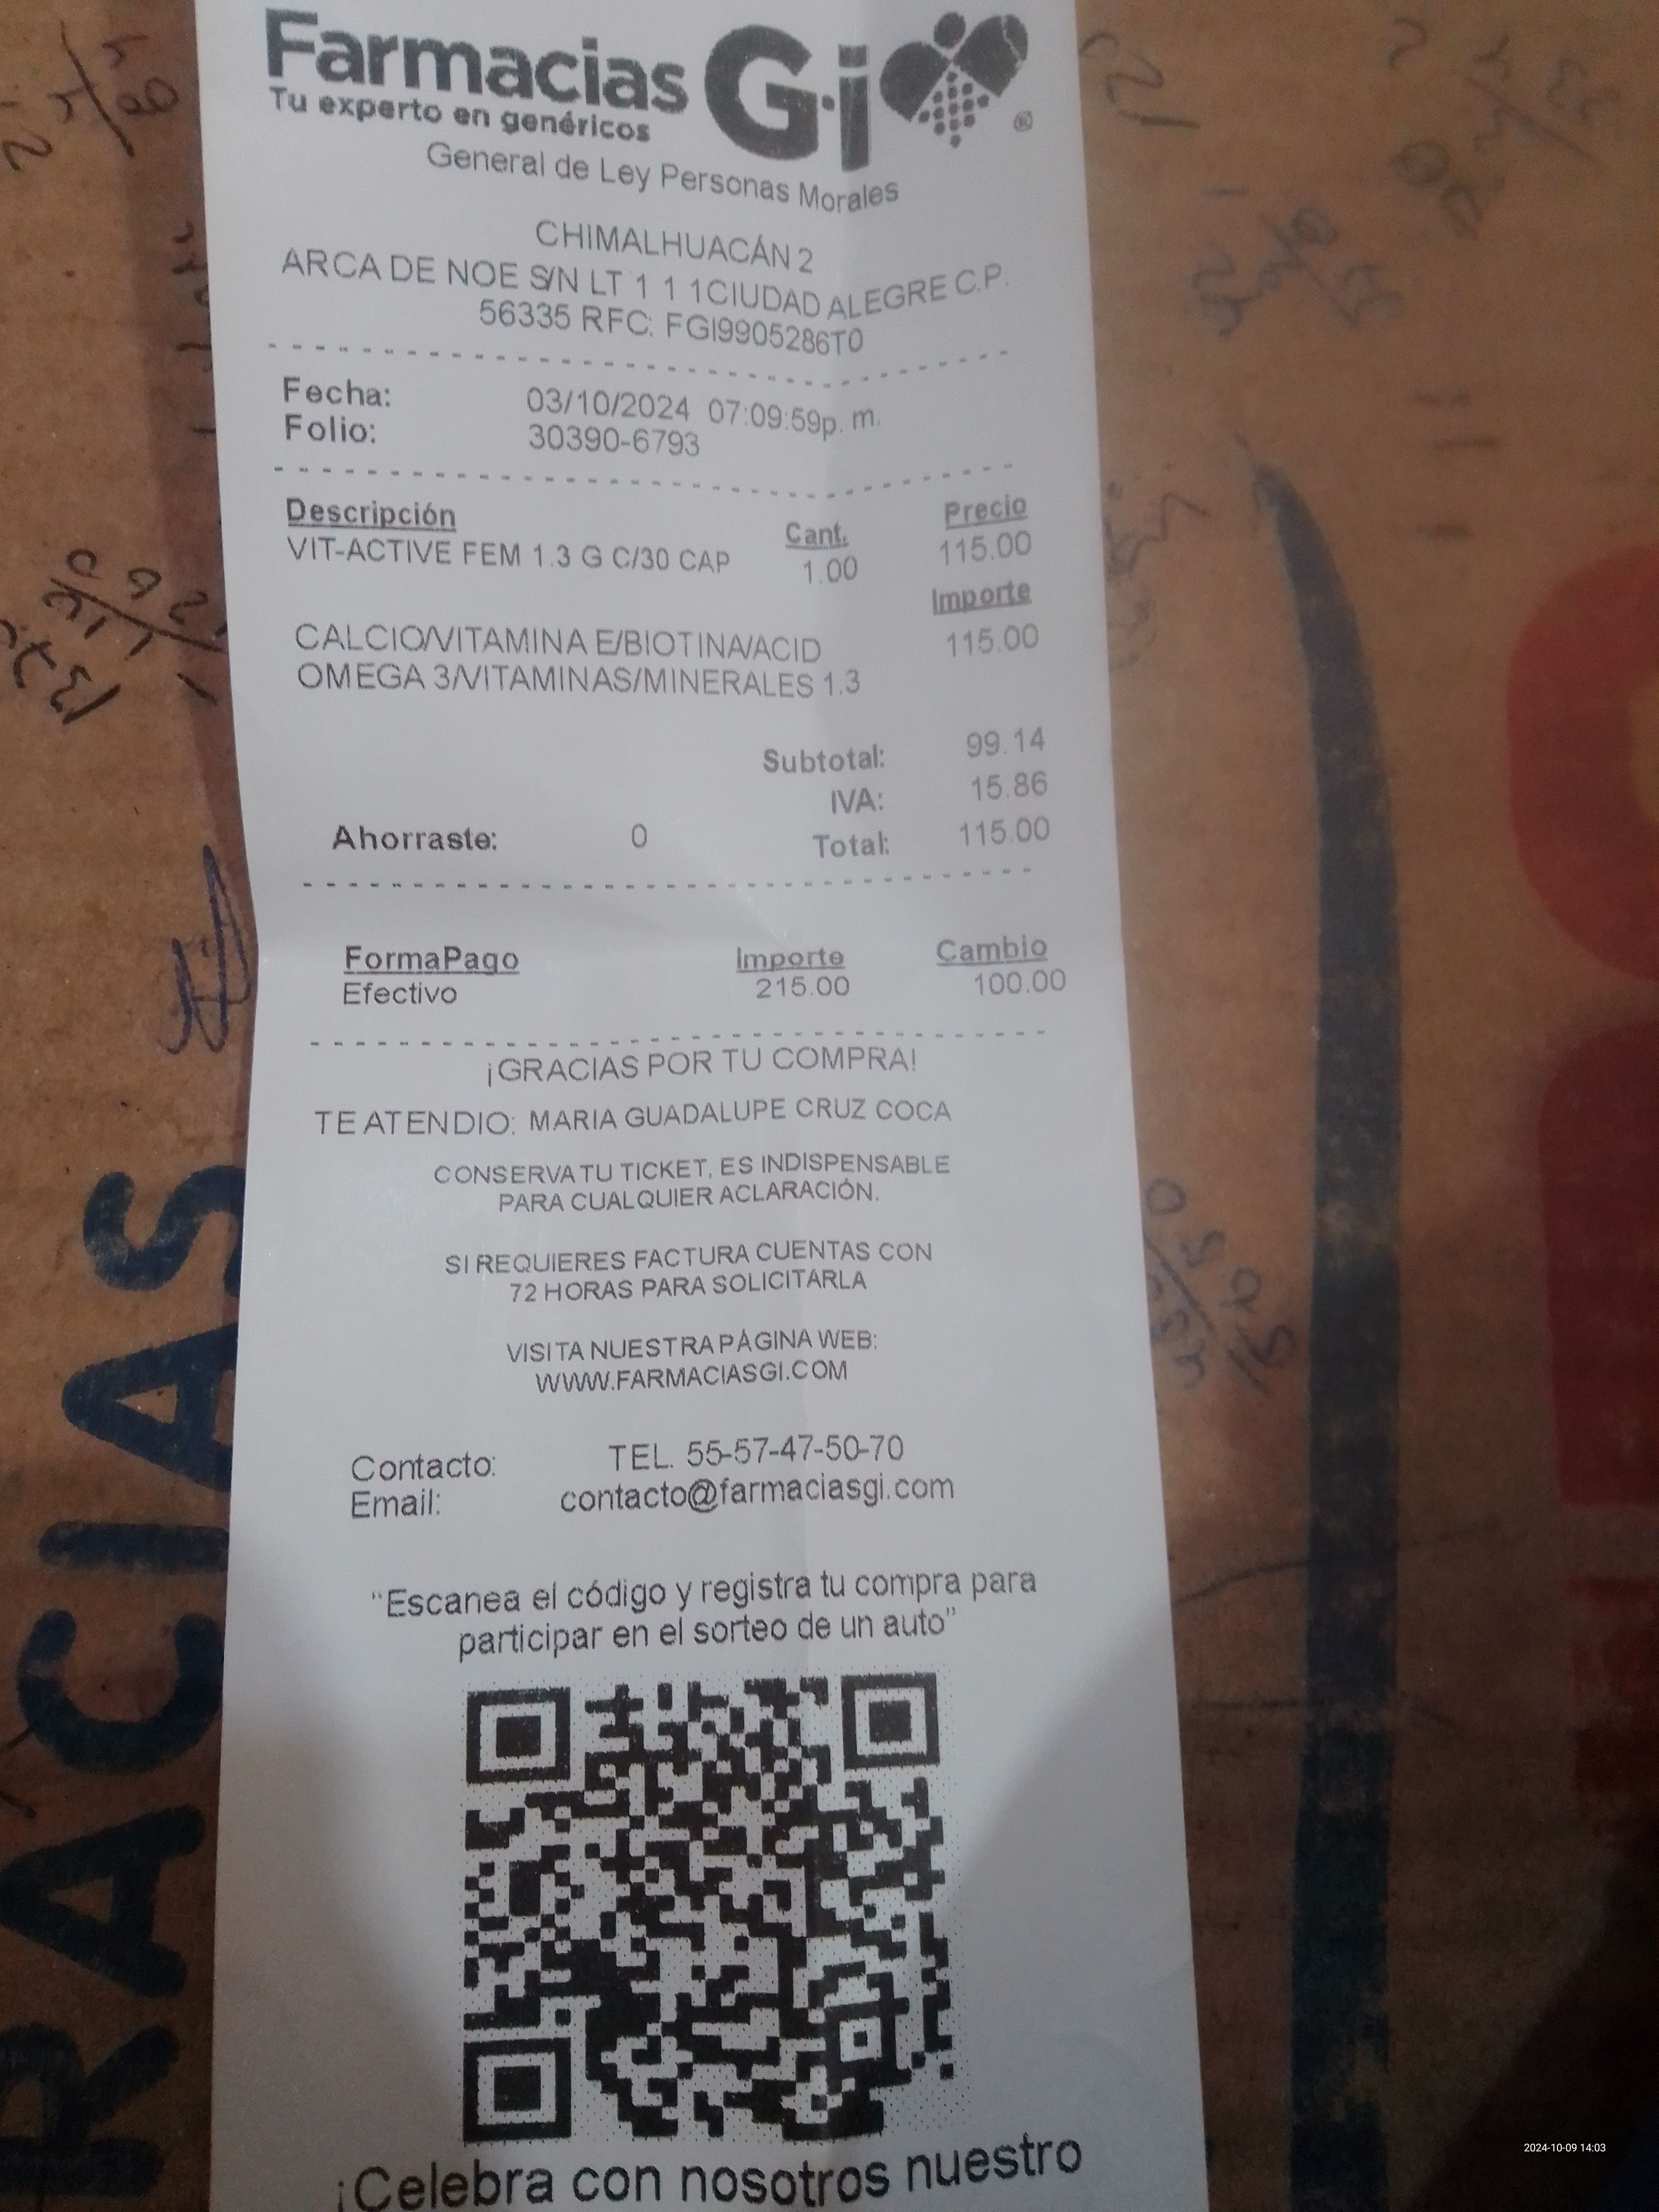 Farmacias Gi
Tu experto en genéricos
®
General de Ley Personas Morales
CHIMALHUACÁN 2
ARCA DE NOE S/N LT 1 1 1CIUDAD ALEGRE C.P.
56335 RFC: FGI9905286T0
Fecha: 03/10/2024 07:09:59p. m.
Folio: 30390-6793
Descripción Cant. Precio
VIT-ACTIVE FEM 1.3 G C/30 CAP 1.00 115.00
Importe
CALCIO/VITAMINA E/BIOTINA/ACID 115.00
OMEGA 3/VITAMINAS/MINERALES 1.3
Subtotal: 99.14
IVA: 15.86
Ahorraste: 0 Total: 115.00
FormaPago Importe Cambio
Efectivo 215.00 100.00
¡GRACIAS POR TU COMPRA!
TE ATENDIO: MARIA GUADALUPE CRUZ COCA
CONSERVA TU TICKET, ES INDISPENSABLE
PARA CUALQUIER ACLARACIÓN.
SI REQUIERES FACTURA CUENTAS CON
72 HORAS PARA SOLICITARLA
VISITA NUESTRA PÁGINA WEB:
WWW.FARMACIASGI.COM
Contacto: TEL. 55-57-47-50-70
Email: contacto@farmaciasgi.com
"Escanea el código y registra tu compra para
participar en el sorteo de un auto"
¡Celebra con nosotros nuestro
RACIAS
2024-10-09 14:03